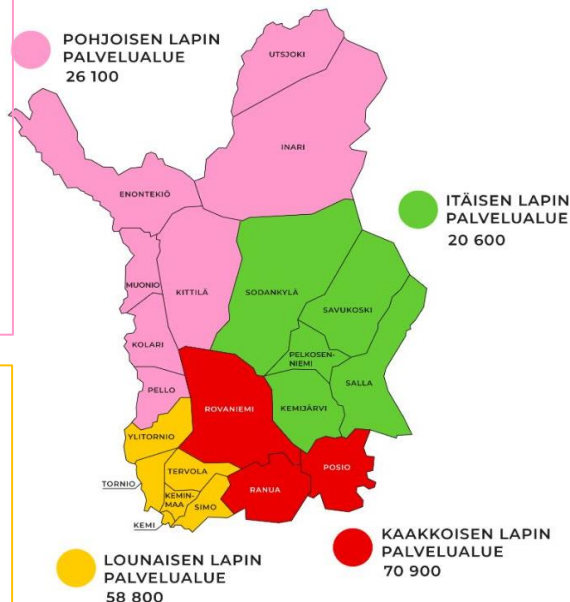 POHJOISEN LAPIN
PALVELUALUE
26 100
UTSJOKI
INARI
ENONTEKIÖ
ITÄISEN LAPIN
PALVELUALUE
20 600
MUONIO
KITTILÄ
SODANKYLÄ
SAVUKOSKI
KOLARI
PELKOSEN-
NIEMI
SALLA
PELLO
ROVANIEMI
KEMIJÄRVI
YLITORNIO
POSIO
TERVOLA
TORNIO
RANUA
KEMIN-
MAA
SIMO
KEMI
KAAKKOISEN LAPIN
PALVELUALUE
70 900
LOUNAISEN LAPIN
PALVELUALUE
58 800